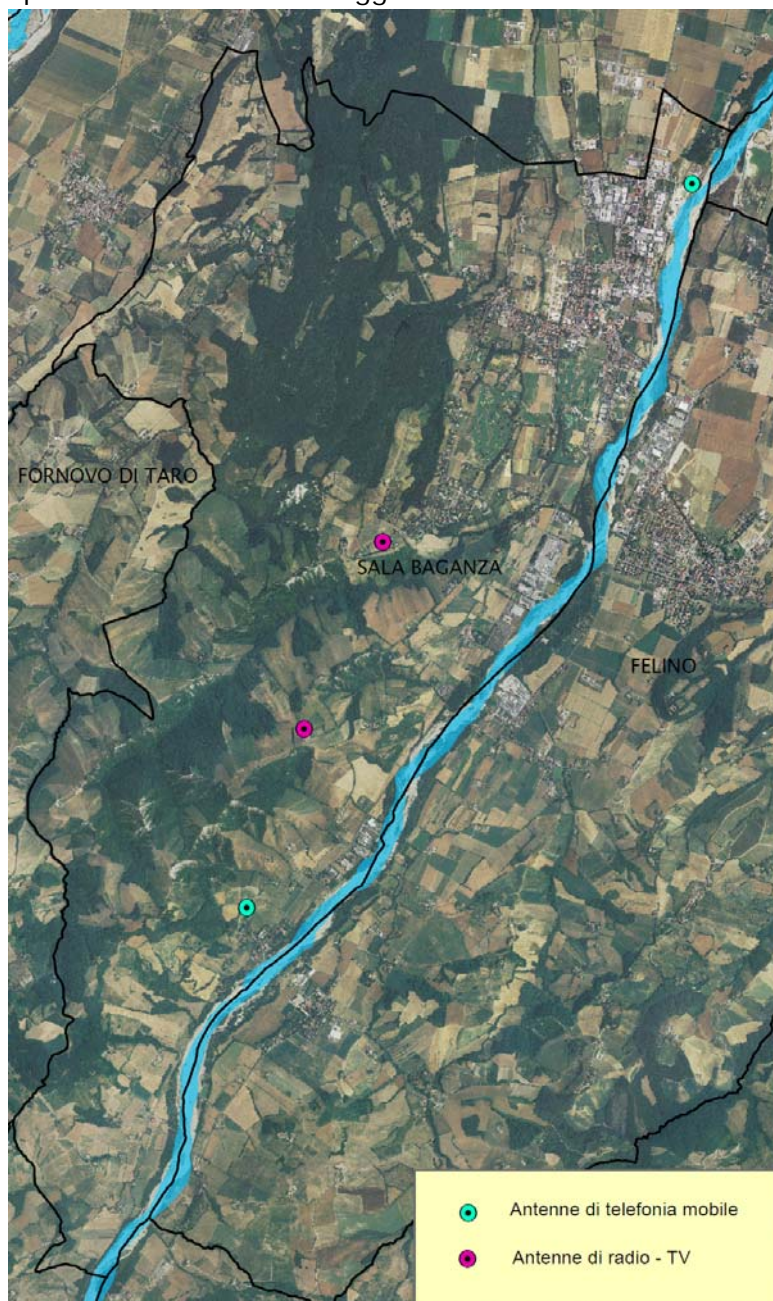 FORNOVO DI TARO
SALA BAGANZA
FELINO
Antenne di telefonia mobile
Antenne di radio - TV